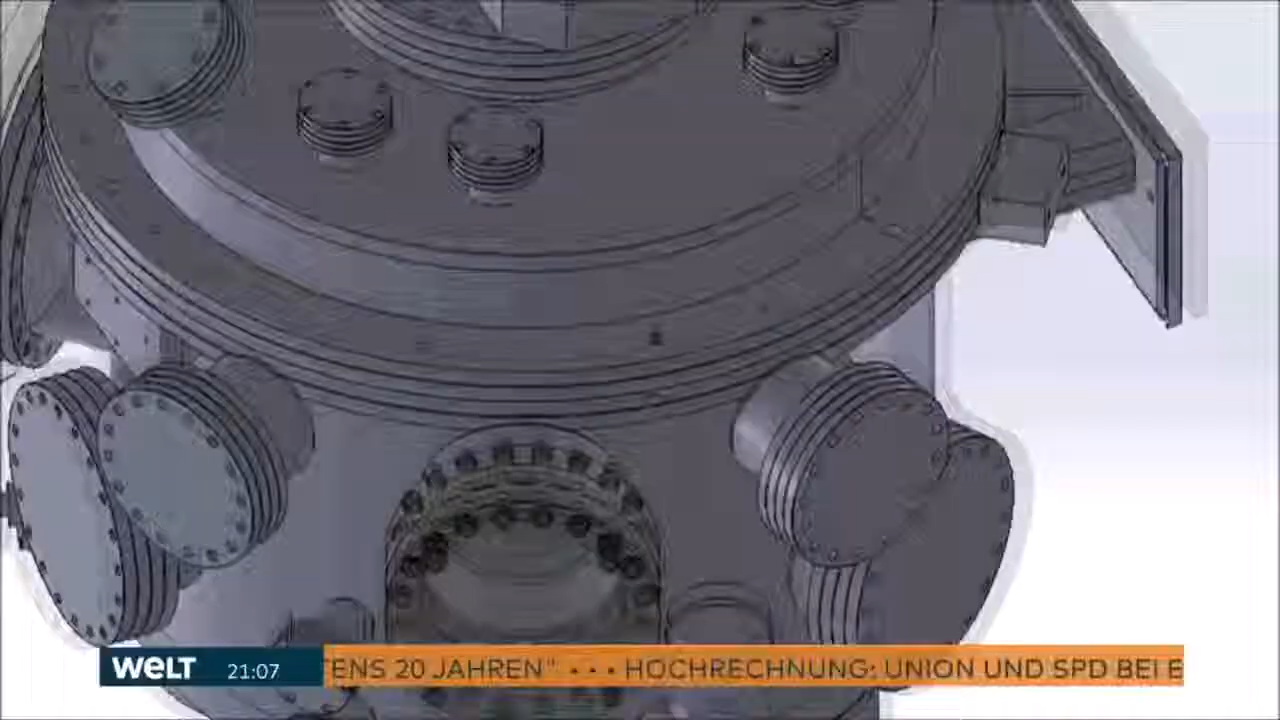 WELT 21:07 TENS 20 JAHREN" • • • HOCHRECHNUNG: UNION UND SPD BEI E